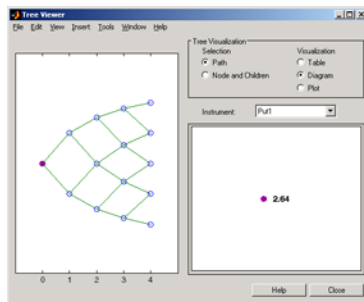 Tree Viewer
File Edit View Insert Tools Window Help
Tree Visualization
Selection Visualization
Path Table
Node and Children Diagram
Plot
Instrument: Put1
2.64
0 1 2 3 4
Help Close